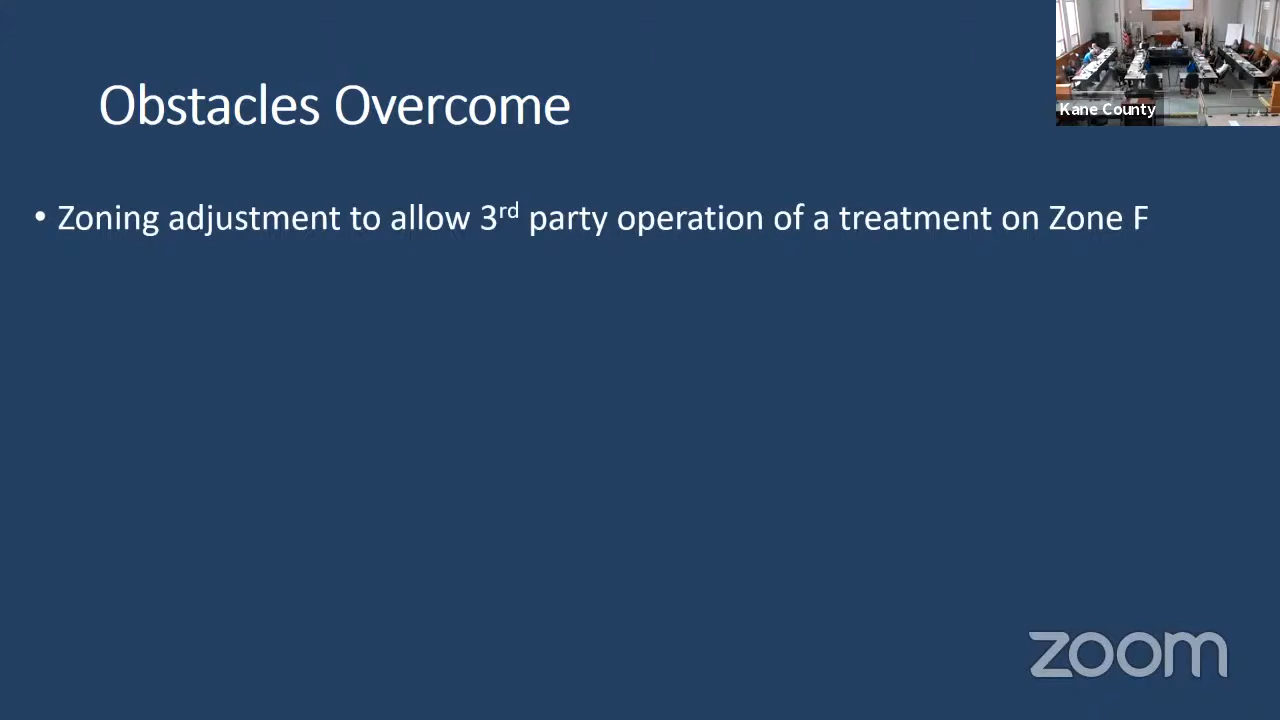 Kane County
Obstacles Overcome
• Zoning adjustment to allow 3rd party operation of a treatment on Zone F
zoom